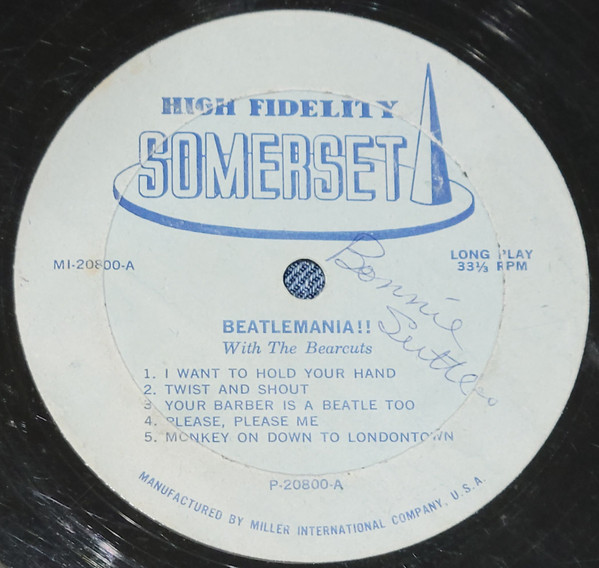 HIGH FIDELITY
SOMERSET
MI-20800-A
LONG PLAY
33⅓ RPM
Bonnie
BEATLEMANIA!!
With The Bearcuts
1. I WANT TO HOLD YOUR HAND
2. TWIST AND SHOUT
3. YOUR BARBER IS A BEATLE TOO
4. PLEASE, PLEASE ME
5. MONKEY ON DOWN TO LONDONTOWN
P-20800-A
MANUFACTURED BY MILLER INTERNATIONAL COMPANY, U.S.A.